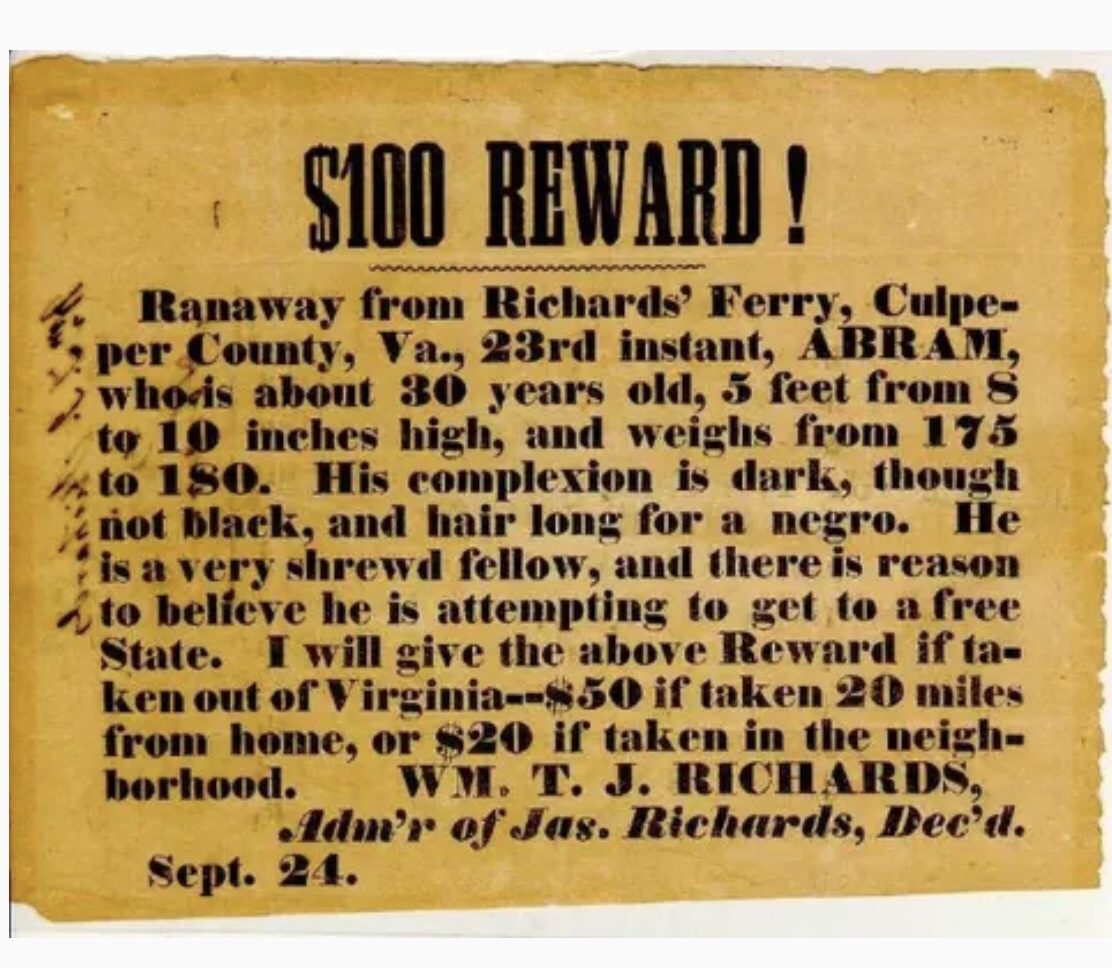 $100 REWARD!
Ranaway from Richards' Ferry, Culpe-
per County, Va., 23rd instant, ABRAM,
who is about 30 years old, 5 feet from 8
to 10 inches high, and weighs from 175
to 180. His complexion is dark, though
not black, and hair long for a negro. He
is a very shrewd fellow, and there is reason
to believe he is attempting to get to a free
State. I will give the above Reward if ta-
ken out of Virginia--$50 if taken 20 miles
from home, or $20 if taken in the neigh-
borhood. WM. T. J. RICHARDS,
Adm'r of Jas. Richards, Dec'd.
Sept. 24.